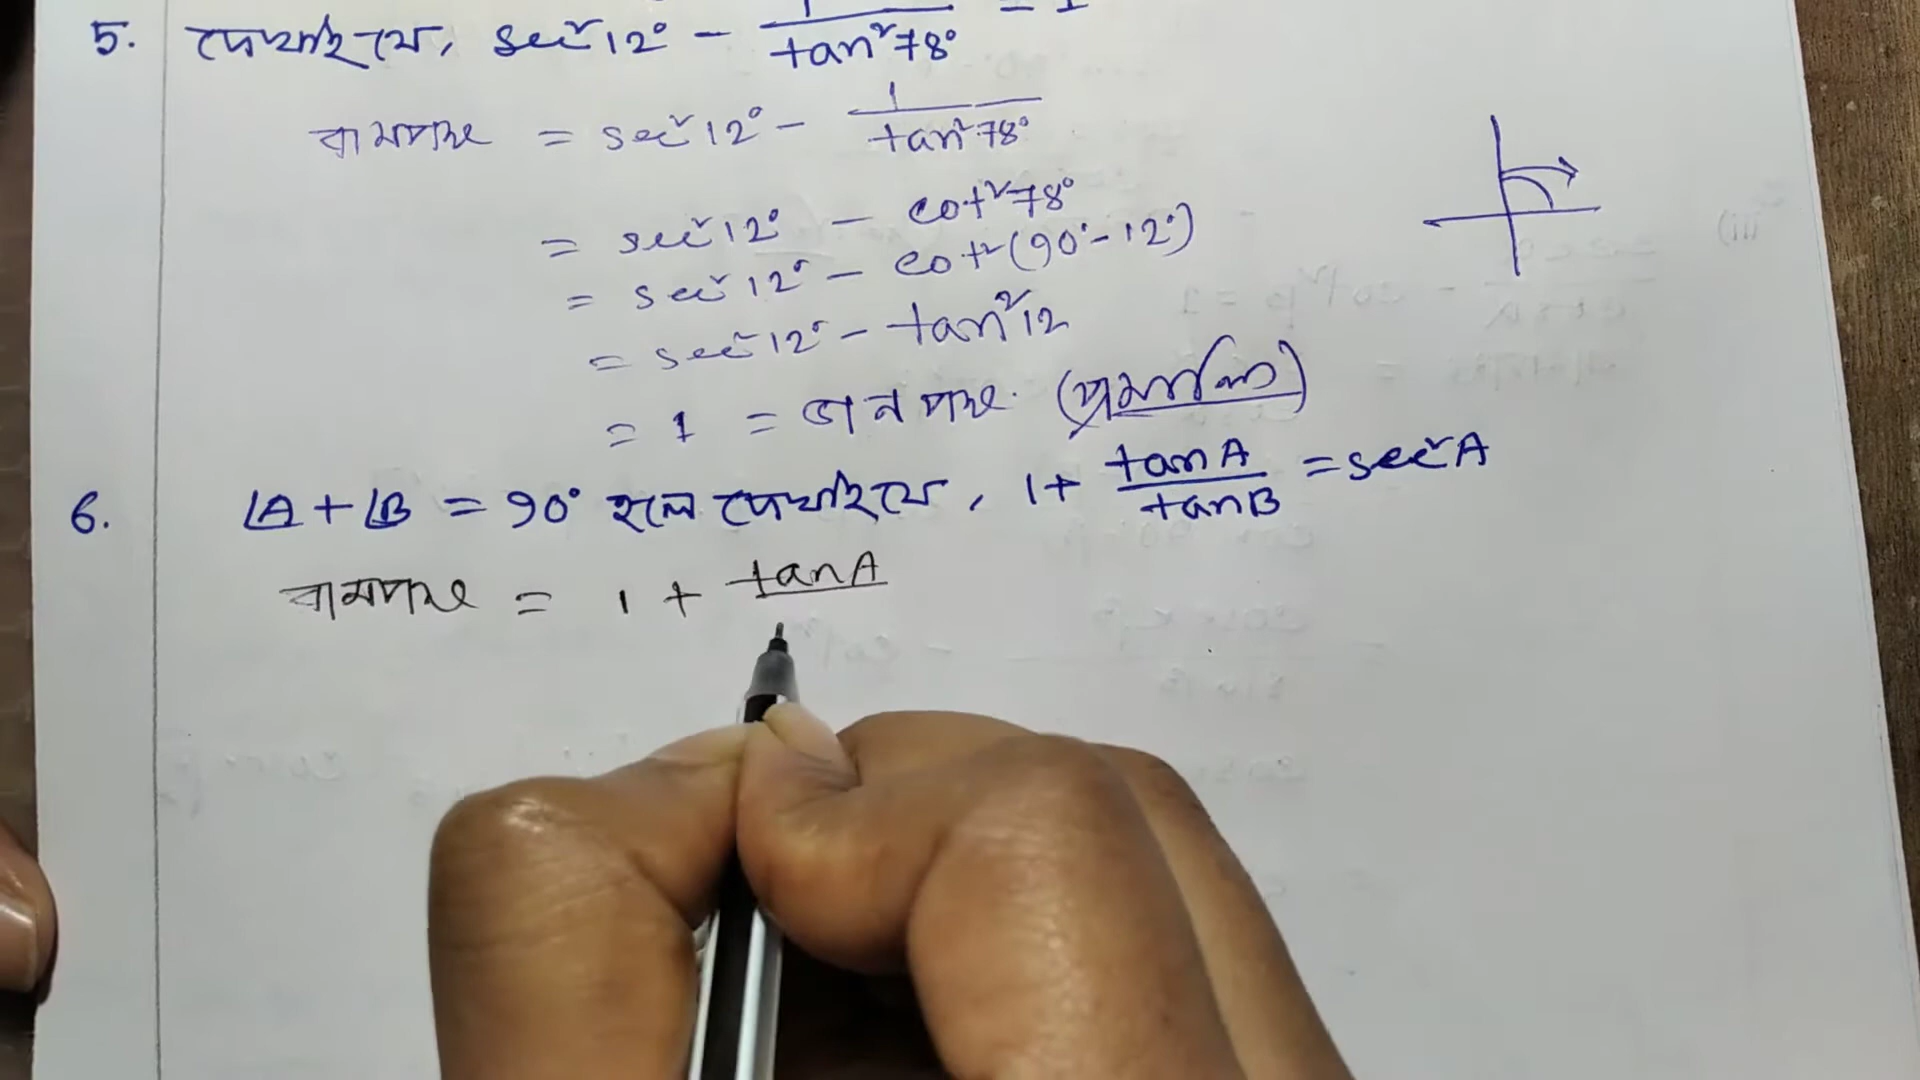 5. দেখাও যে, sec²12° - 1/tan²78° = 1
বামপক্ষ = sec²12° - 1/tan²78°
= sec²12° - cot²78°
= sec²12° - cot²(90°-12°)
= sec²12° - tan²12
= 1 = ডানপক্ষ. (প্রমাণিত)
6. ∠A + ∠B = 90° হলে দেখাও যে, 1 + tanA/tanB = sec²A
বামপক্ষ = 1 + tanA